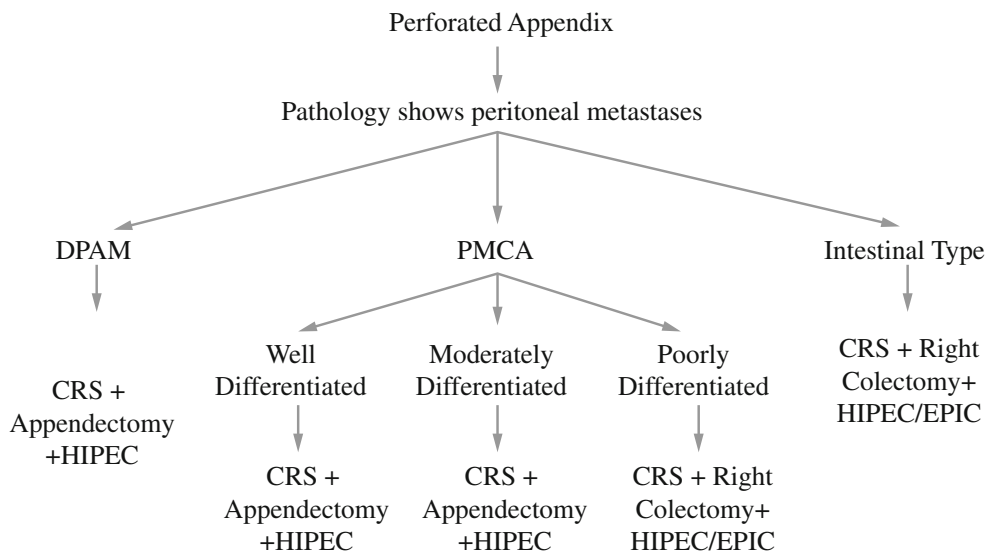 Perforated Appendix
Pathology shows peritoneal metastases
DPAM
PMCA
Intestinal Type
CRS +
Appendectomy
+HIPEC
Well
Differentiated
Moderately
Differentiated
Poorly
Differentiated
CRS + Right
Colectomy+
HIPEC/EPIC
CRS +
Appendectomy
+HIPEC
CRS +
Appendectomy
+HIPEC
CRS + Right
Colectomy+
HIPEC/EPIC